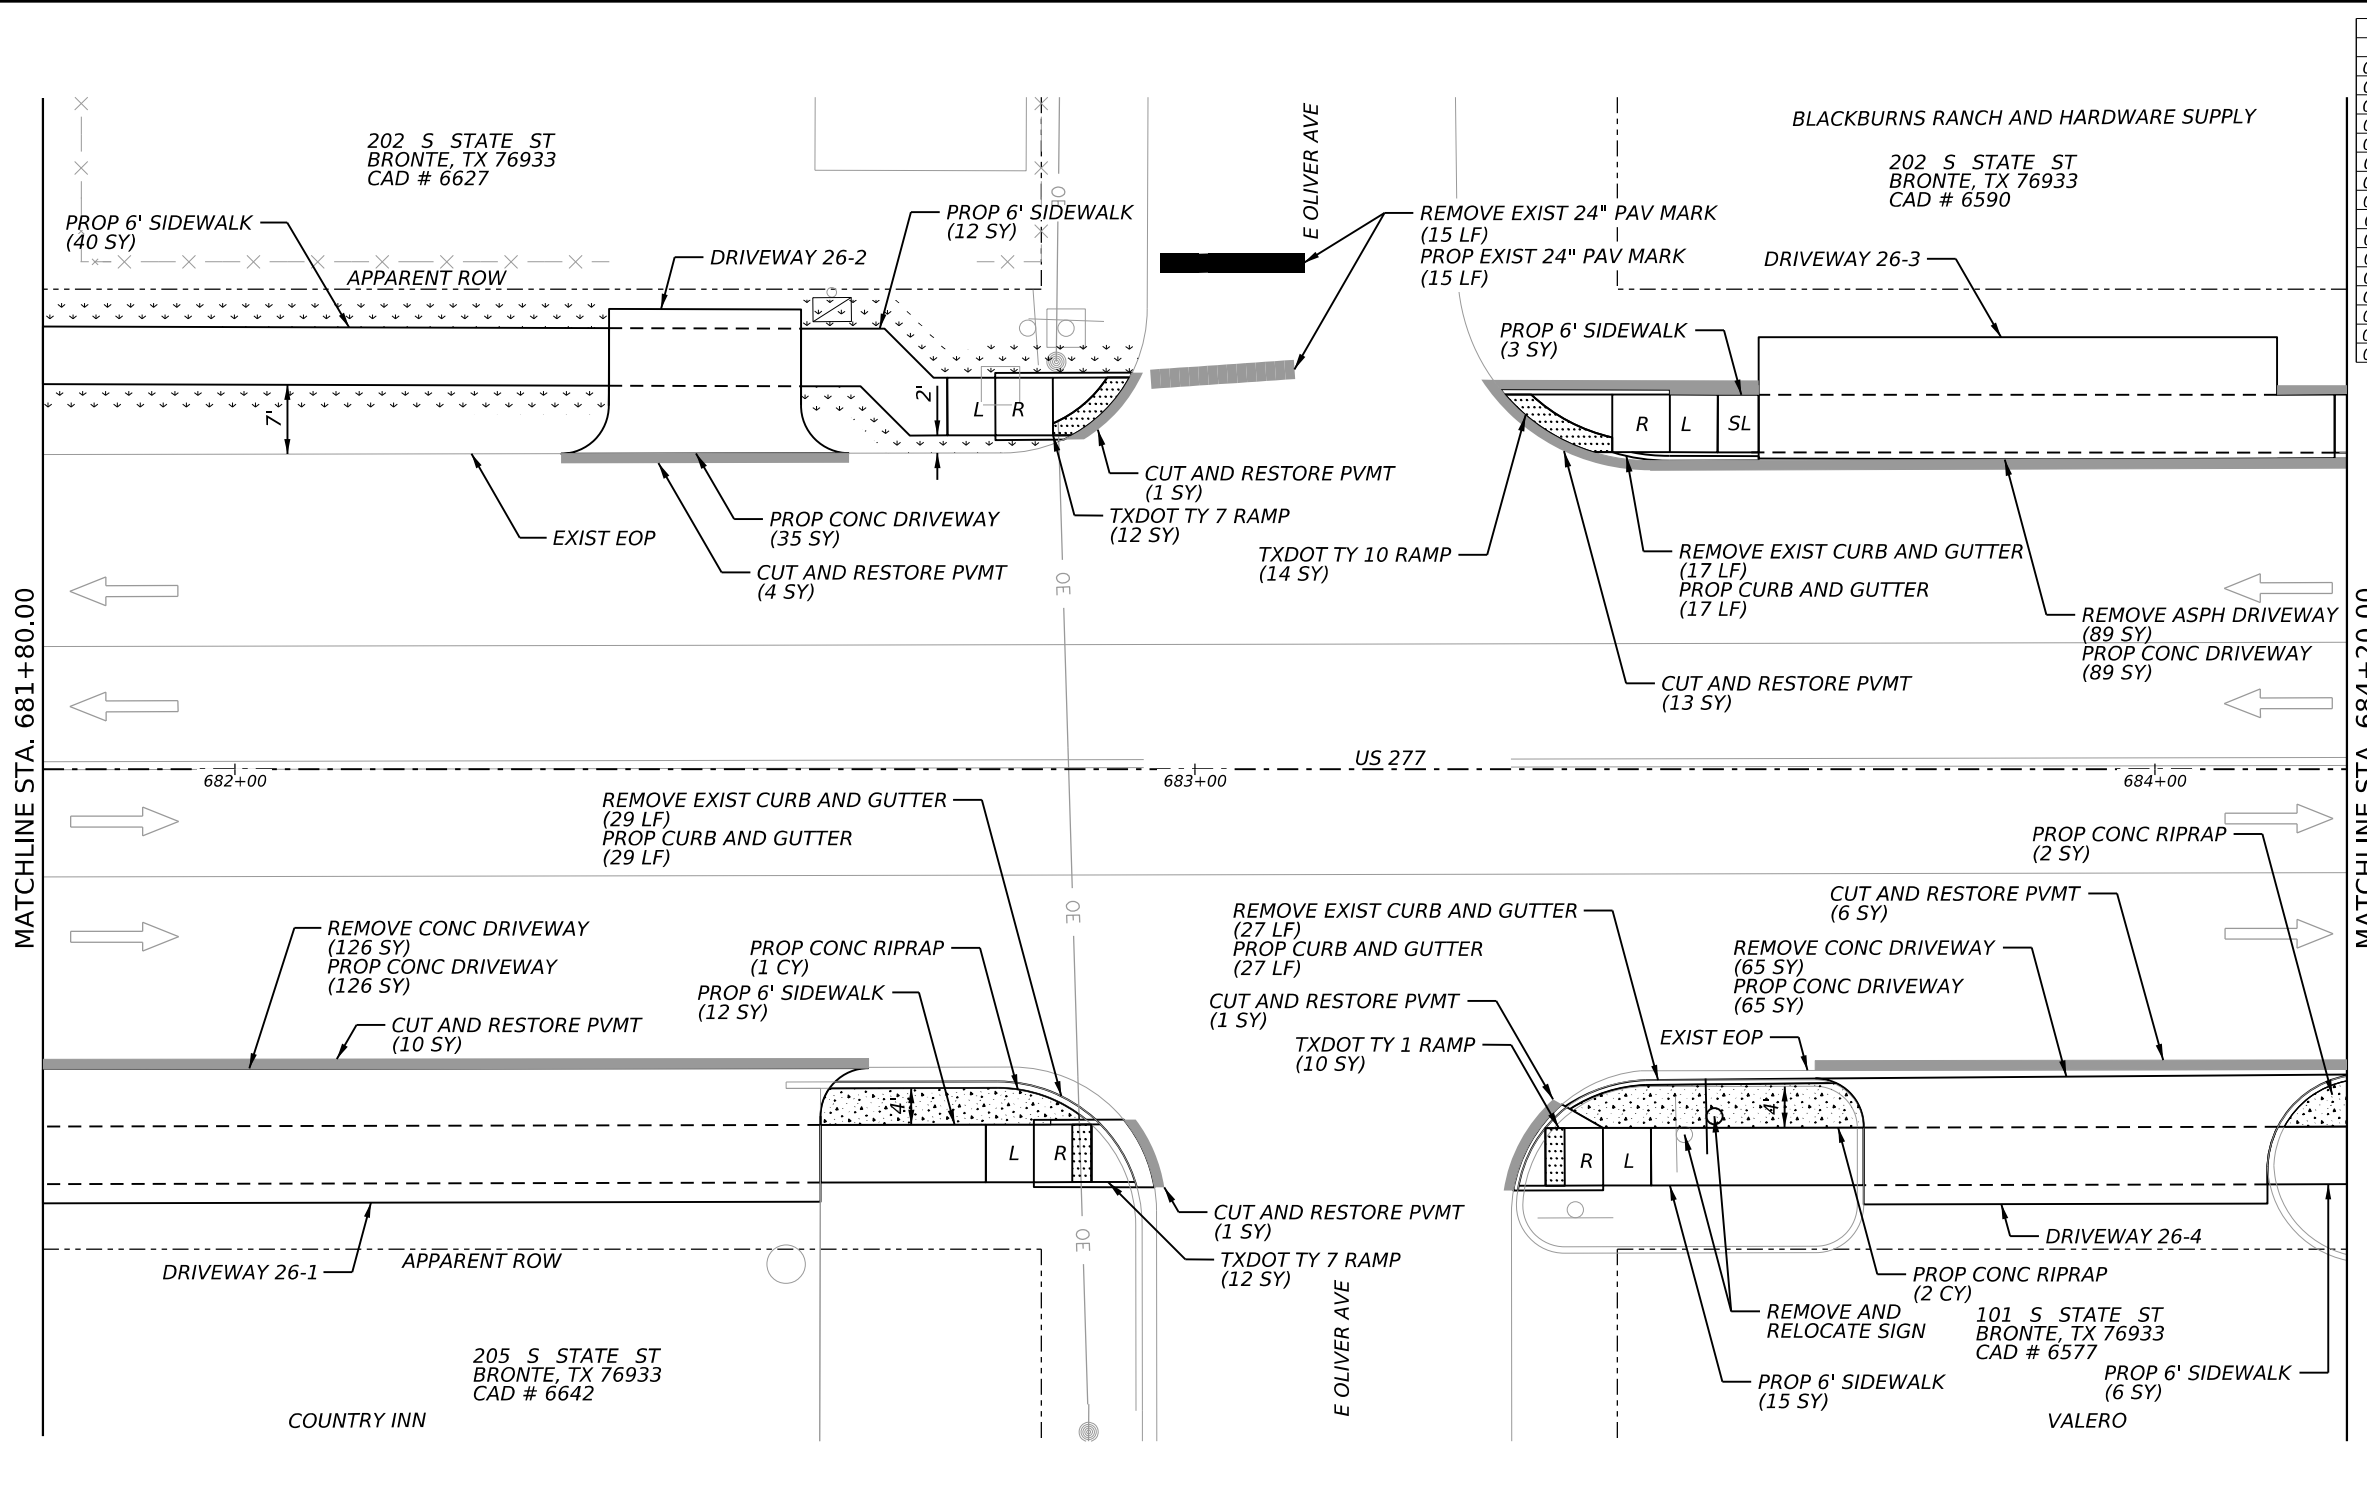 202 S STATE ST
BRONTE, TX 76933
CAD # 6627
PROP 6' SIDEWALK
(40 SY)
APPARENT ROW
DRIVEWAY 26-2
PROP 6' SIDEWALK
(12 SY)
OE
E OLIVER AVE
REMOVE EXIST 24" PAV MARK
(15 LF)
PROP EXIST 24" PAV MARK
(15 LF)
BLACKBURNS RANCH AND HARDWARE SUPPLY
202 S STATE ST
BRONTE, TX 76933
CAD # 6590
DRIVEWAY 26-3
PROP 6' SIDEWALK
(3 SY)
7'
2'
L
R
R
L
SL
EXIST EOP
PROP CONC DRIVEWAY
(35 SY)
CUT AND RESTORE PVMT
(4 SY)
CUT AND RESTORE PVMT
(1 SY)
TXDOT TY 7 RAMP
(12 SY)
TXDOT TY 10 RAMP
(14 SY)
REMOVE EXIST CURB AND GUTTER
(17 LF)
PROP CURB AND GUTTER
(17 LF)
REMOVE ASPH DRIVEWAY
(89 SY)
PROP CONC DRIVEWAY
(89 SY)
CUT AND RESTORE PVMT
(13 SY)
OE
MATCHLINE STA. 681+80.00
US 277
682+00
683+00
684+00
REMOVE EXIST CURB AND GUTTER
(29 LF)
PROP CURB AND GUTTER
(29 LF)
PROP CONC RIPRAP
(2 SY)
REMOVE CONC DRIVEWAY
(126 SY)
PROP CONC DRIVEWAY
(126 SY)
CUT AND RESTORE PVMT
(10 SY)
PROP CONC RIPRAP
(1 CY)
PROP 6' SIDEWALK
(12 SY)
OE
REMOVE EXIST CURB AND GUTTER
(27 LF)
PROP CURB AND GUTTER
(27 LF)
CUT AND RESTORE PVMT
(1 SY)
TXDOT TY 1 RAMP
(10 SY)
CUT AND RESTORE PVMT
(6 SY)
REMOVE CONC DRIVEWAY
(65 SY)
PROP CONC DRIVEWAY
(65 SY)
EXIST EOP
4'
4'
L
R
R
L
OE
CUT AND RESTORE PVMT
(1 SY)
TXDOT TY 7 RAMP
(12 SY)
DRIVEWAY 26-1
APPARENT ROW
DRIVEWAY 26-4
PROP CONC RIPRAP
(2 CY)
REMOVE AND
RELOCATE SIGN
101 S STATE ST
BRONTE, TX 76933
CAD # 6577
PROP 6' SIDEWALK
(15 SY)
PROP 6' SIDEWALK
(6 SY)
E OLIVER AVE
205 S STATE ST
BRONTE, TX 76933
CAD # 6642
COUNTRY INN
VALERO